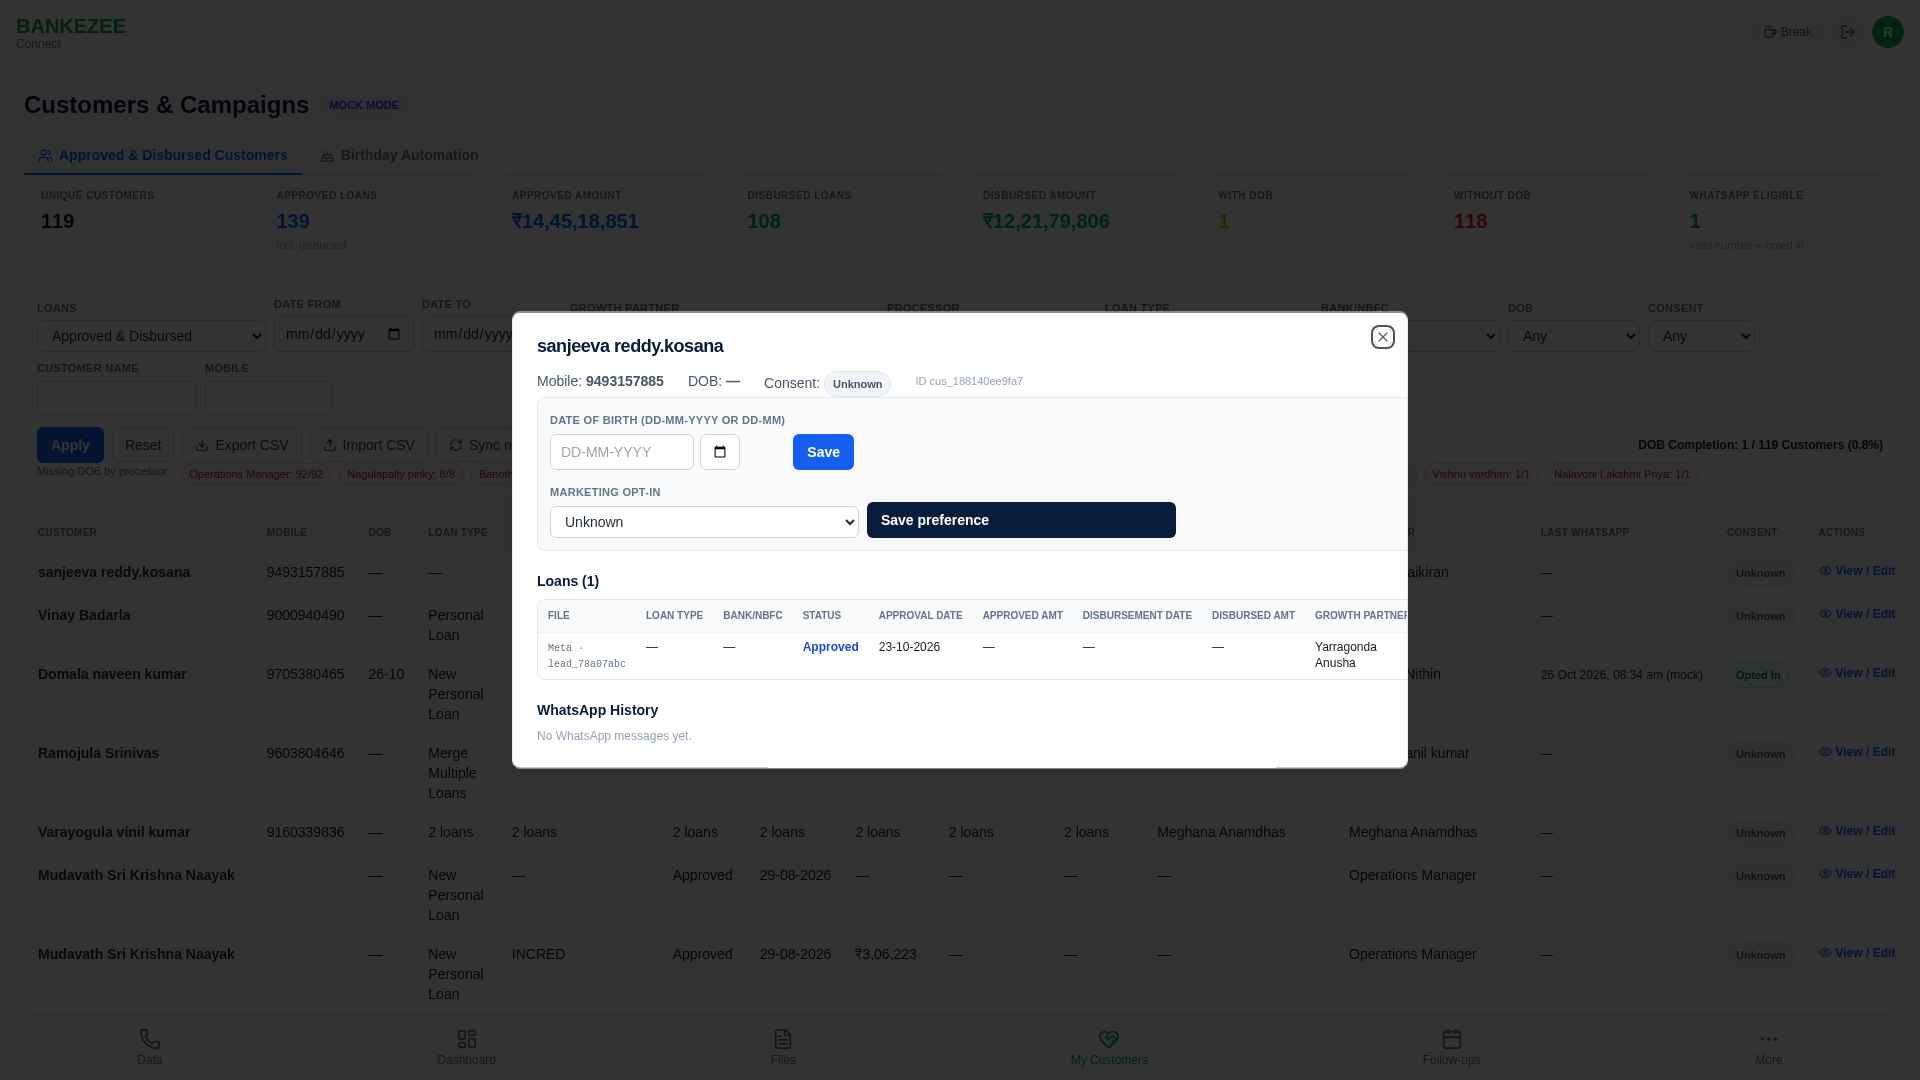 BANKEZEE
Connect
Break
R
Customers & Campaigns MOCK MODE
Approved & Disbursed Customers Birthday Automation
UNIQUE CUSTOMERS APPROVED LOANS APPROVED AMOUNT DISBURSED LOANS DISBURSED AMOUNT WITH DOB WITHOUT DOB WHATSAPP ELIGIBLE
119 139 ₹14,45,18,851 108 ₹12,21,79,806 1 118 1
incl. disbursed valid number + opted in
LOANS DATE FROM DATE TO GROWTH PARTNER PROCESSOR LOAN TYPE BANK/NBFC DOB CONSENT
Approved & Disbursed mm/dd/yyyy mm/dd/yyyy Any Any
CUSTOMER NAME MOBILE
Apply Reset Export CSV Import CSV Sync DOB Completion: 1 / 119 Customers (0.8%)
Missing DOB by processor Operations Manager: 92/92 Nagulapally pinky: 8/8 Vishnu vardhan: 1/1 Nalavoni Lakshmi Priya: 1/1
sanjeeva reddy.kosana
Mobile: 9493157885 DOB: — Consent: Unknown ID cus_188140ee9fa7
DATE OF BIRTH (DD-MM-YYYY OR DD-MM)
DD-MM-YYYY Save
MARKETING OPT-IN
Unknown Save preference
Loans (1)
FILE LOAN TYPE BANK/NBFC STATUS APPROVAL DATE APPROVED AMT DISBURSEMENT DATE DISBURSED AMT GROWTH PARTNER
Meta · — — Approved 23-10-2026 — — — Yarragonda
lead_78a07abc Anusha
WhatsApp History
No WhatsApp messages yet.
CUSTOMER MOBILE DOB LOAN TYPE LAST WHATSAPP CONSENT ACTIONS
sanjeeva reddy.kosana 9493157885 — — aikiran — Unknown View / Edit
Vinay Badarla 9000940490 — Personal — Unknown View / Edit
Loan
Domala naveen kumar 9705380465 26-10 New Nithin 26 Oct 2026, 08:34 am (mock) Opted In View / Edit
Personal
Loan
Ramojula Srinivas 9603804646 — Merge anil kumar — Unknown View / Edit
Multiple
Loans
Varayogula vinil kumar 9160339836 — 2 loans 2 loans 2 loans 2 loans 2 loans 2 loans 2 loans Meghana Anamdhas Meghana Anamdhas — Unknown View / Edit
Mudavath Sri Krishna Naayak — New — Approved 29-08-2026 — — — — Operations Manager — Unknown View / Edit
Personal
Loan
Mudavath Sri Krishna Naayak — New INCRED Approved 29-08-2026 ₹3,06,223 — — — Operations Manager — Unknown View / Edit
Personal
Loan
Data Dashboard Files My Customers Follow-ups More